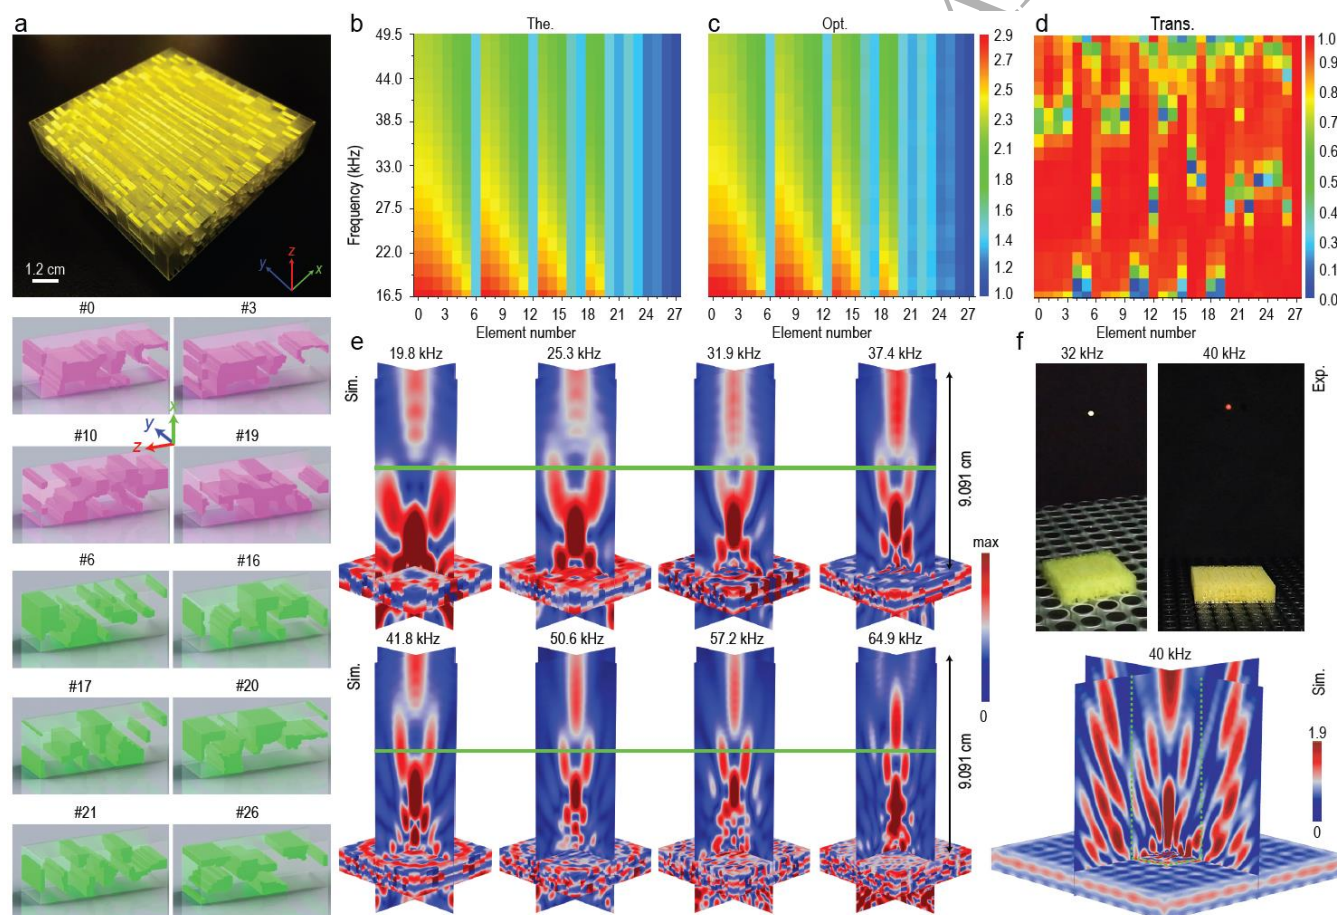 a
1.2 cm
y
z
x
#0
#3
x
y
z
#10
#19
#6
#16
#17
#20
#21
#26
b
The.
49.5
44.0
38.5
33.0
27.5
22.0
16.5
Frequency (kHz)
0 3 6 9 12 15 18 21 24 27
Element number
c
Opt.
2.9
2.7
2.5
2.3
2.1
1.9
1.8
1.6
1.4
1.2
1.0
0 3 6 9 12 15 18 21 24 27
Element number
d
Trans.
1.0
0.9
0.8
0.7
0.6
0.5
0.4
0.3
0.2
0.1
0.0
0 3 6 9 12 15 18 21 24 27
e
19.8 kHz
25.3 kHz
31.9 kHz
37.4 kHz
Sim.
9.091 cm
41.8 kHz
50.6 kHz
57.2 kHz
64.9 kHz
Sim.
9.091 cm
max
0
f
32 kHz
40 kHz
Exp.
40 kHz
Sim.
1.9
0